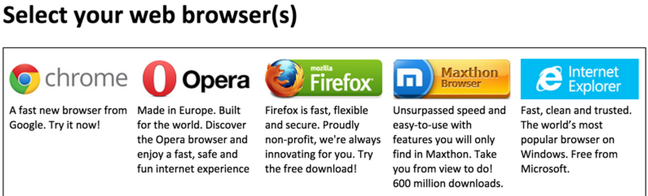 Select your web browser(s)
chrome
A fast new browser from
Google. Try it now!
Opera
Made in Europe. Built
for the world. Discover
the Opera browser and
enjoy a fast, safe and
fun internet experience
mozilla
Firefox
Firefox is fast, flexible
and secure. Proudly
non-profit, we're always
innovating for you. Try
the free download!
Maxthon
Browser
Unsurpassed speed and
easy-to-use with
features you will only
find in Maxthon. Take
you from view to do!
600 million downloads.
Internet
Explorer
Fast, clean and trusted.
The world's most
popular browser on
Windows. Free from
Microsoft.